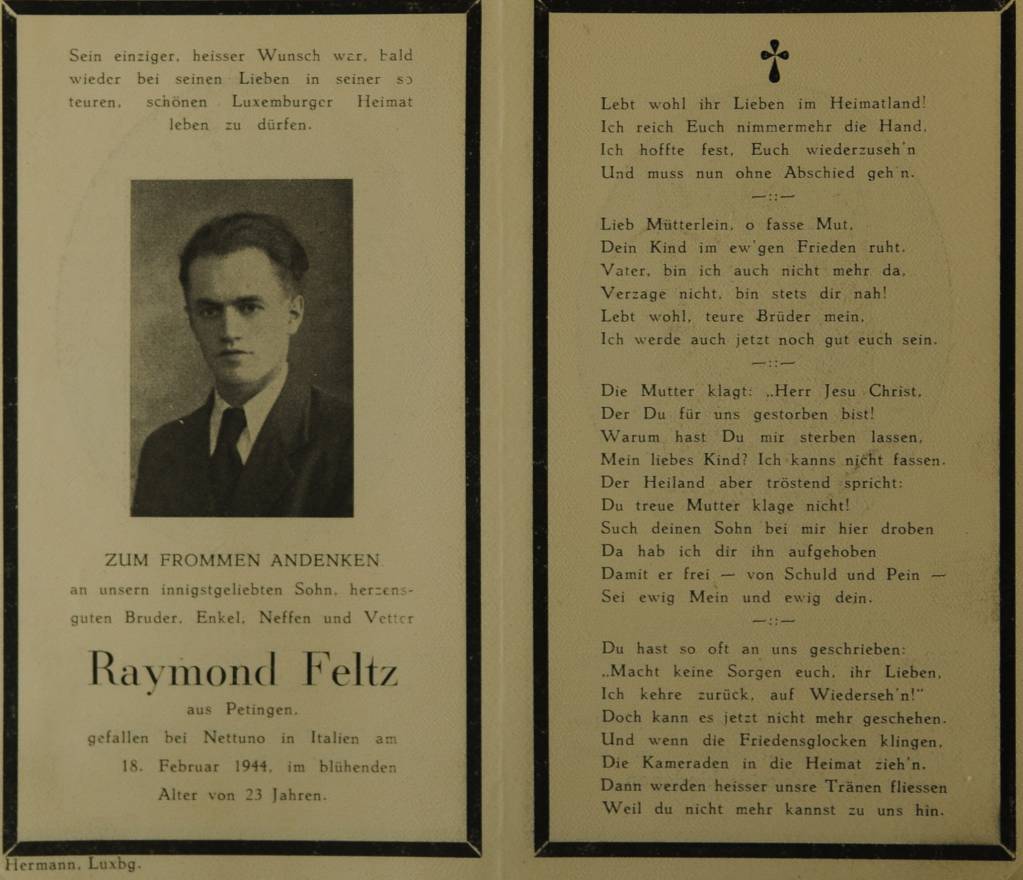 Sein einziger, heisser Wunsch war, bald
wieder bei seinen Lieben in seiner so
teuren, schönen Luxemburger Heimat
leben zu dürfen.
ZUM FROMMEN ANDENKEN
an unsern innigstgeliebten Sohn, herzens-
guten Bruder, Enkel, Neffen und Vetter
Raymond Feltz
aus Petingen,
gefallen bei Nettuno in Italien am
18. Februar 1944, im blühenden
Alter von 23 Jahren.
Hermann, Luxbg.
Lebt wohl ihr Lieben im Heimatland!
Ich reich Euch nimmermehr die Hand,
Ich hoffte fest, Euch wiederzuseh'n
Und muss nun ohne Abschied geh'n.
—::—
Lieb Mütterlein, o fasse Mut,
Dein Kind im ew'gen Frieden ruht.
Vater, bin ich auch nicht mehr da,
Verzage nicht, bin stets dir nah!
Lebt wohl, teure Brüder mein,
Ich werde auch jetzt noch gut euch sein.
—::—
Die Mutter klagt: „Herr Jesu Christ,
Der Du für uns gestorben bist!
Warum hast Du mir sterben lassen,
Mein liebes Kind? Ich kanns nicht fassen.
Der Heiland aber tröstend spricht:
Du treue Mutter klage nicht!
Such deinen Sohn bei mir hier droben
Da hab ich dir ihn aufgehoben
Damit er frei — von Schuld und Pein —
Sei ewig Mein und ewig dein.
—::—
Du hast so oft an uns geschrieben:
„Macht keine Sorgen euch, ihr Lieben,
Ich kehre zurück, auf Wiederseh'n!"
Doch kann es jetzt nicht mehr geschehen.
Und wenn die Friedensglocken klingen,
Die Kameraden in die Heimat zieh'n.
Dann werden heisser unsre Tränen fliessen
Weil du nicht mehr kannst zu uns hin.